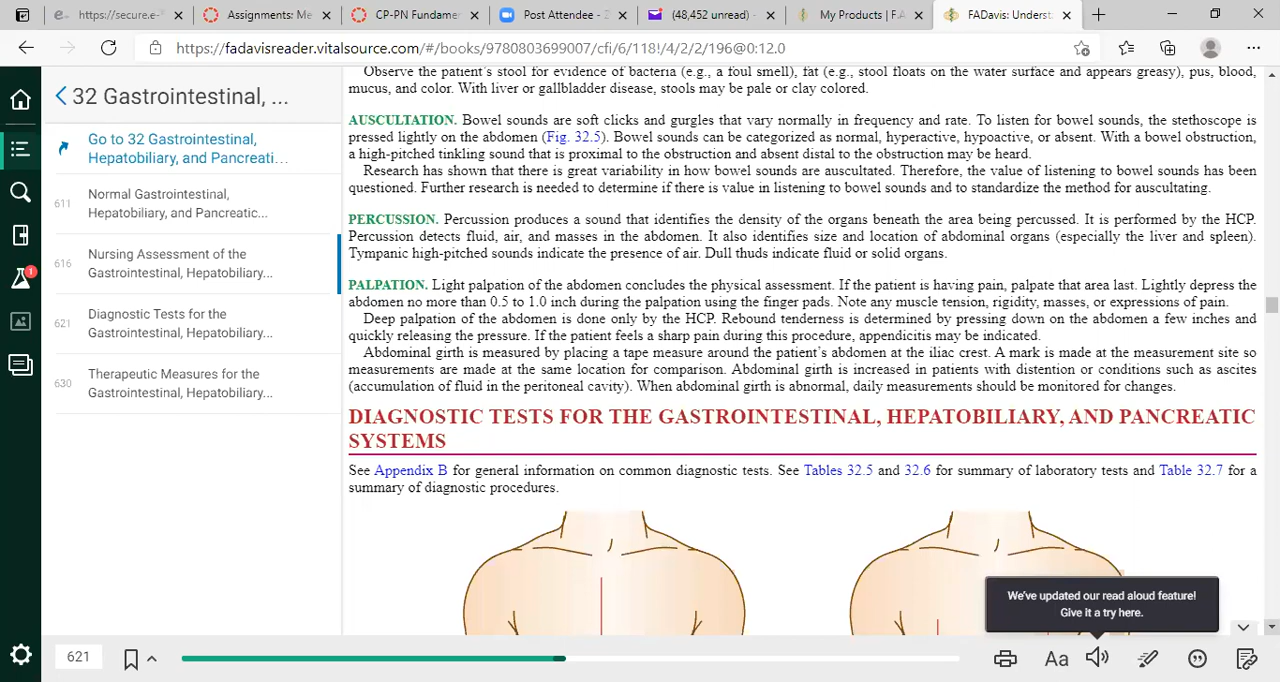 https://secure.e-
Assignments: Me
CP-PN Fundame
Post Attendee - Z
(48,452 unread) -
My Products | F.A
FADavis: Underst
https://fadavisreader.vitalsource.com/#/books/9780803699007/cfi/6/118!/4/2/2/196@0:12.0
32 Gastrointestinal, ...
Go to 32 Gastrointestinal,
Hepatobiliary, and Pancreati...
611
Normal Gastrointestinal,
Hepatobiliary, and Pancreatic...
616
Nursing Assessment of the
Gastrointestinal, Hepatobiliary...
621
Diagnostic Tests for the
Gastrointestinal, Hepatobiliary...
630
Therapeutic Measures for the
Gastrointestinal, Hepatobiliary...
1
Observe the patient's stool for evidence of bacteria (e.g., a foul smell), fat (e.g., stool floats on the water surface and appears greasy), pus, blood,
mucus, and color. With liver or gallbladder disease, stools may be pale or clay colored.
AUSCULTATION. Bowel sounds are soft clicks and gurgles that vary normally in frequency and rate. To listen for bowel sounds, the stethoscope is
pressed lightly on the abdomen (Fig. 32.5). Bowel sounds can be categorized as normal, hyperactive, hypoactive, or absent. With a bowel obstruction,
a high-pitched tinkling sound that is proximal to the obstruction and absent distal to the obstruction may be heard.
Research has shown that there is great variability in how bowel sounds are auscultated. Therefore, the value of listening to bowel sounds has been
questioned. Further research is needed to determine if there is value in listening to bowel sounds and to standardize the method for auscultating.
PERCUSSION. Percussion produces a sound that identifies the density of the organs beneath the area being percussed. It is performed by the HCP.
Percussion detects fluid, air, and masses in the abdomen. It also identifies size and location of abdominal organs (especially the liver and spleen).
Tympanic high-pitched sounds indicate the presence of air. Dull thuds indicate fluid or solid organs.
PALPATION. Light palpation of the abdomen concludes the physical assessment. If the patient is having pain, palpate that area last. Lightly depress the
abdomen no more than 0.5 to 1.0 inch during the palpation using the finger pads. Note any muscle tension, rigidity, masses, or expressions of pain.
Deep palpation of the abdomen is done only by the HCP. Rebound tenderness is determined by pressing down on the abdomen a few inches and
quickly releasing the pressure. If the patient feels a sharp pain during this procedure, appendicitis may be indicated.
Abdominal girth is measured by placing a tape measure around the patient's abdomen at the iliac crest. A mark is made at the measurement site so
measurements are made at the same location for comparison. Abdominal girth is increased in patients with distention or conditions such as ascites
(accumulation of fluid in the peritoneal cavity). When abdominal girth is abnormal, daily measurements should be monitored for changes.
DIAGNOSTIC TESTS FOR THE GASTROINTESTINAL, HEPATOBILIARY, AND PANCREATIC
SYSTEMS
See Appendix B for general information on common diagnostic tests. See Tables 32.5 and 32.6 for summary of laboratory tests and Table 32.7 for a
summary of diagnostic procedures.
We've updated our read aloud feature!
Give it a try here.
621
Aa